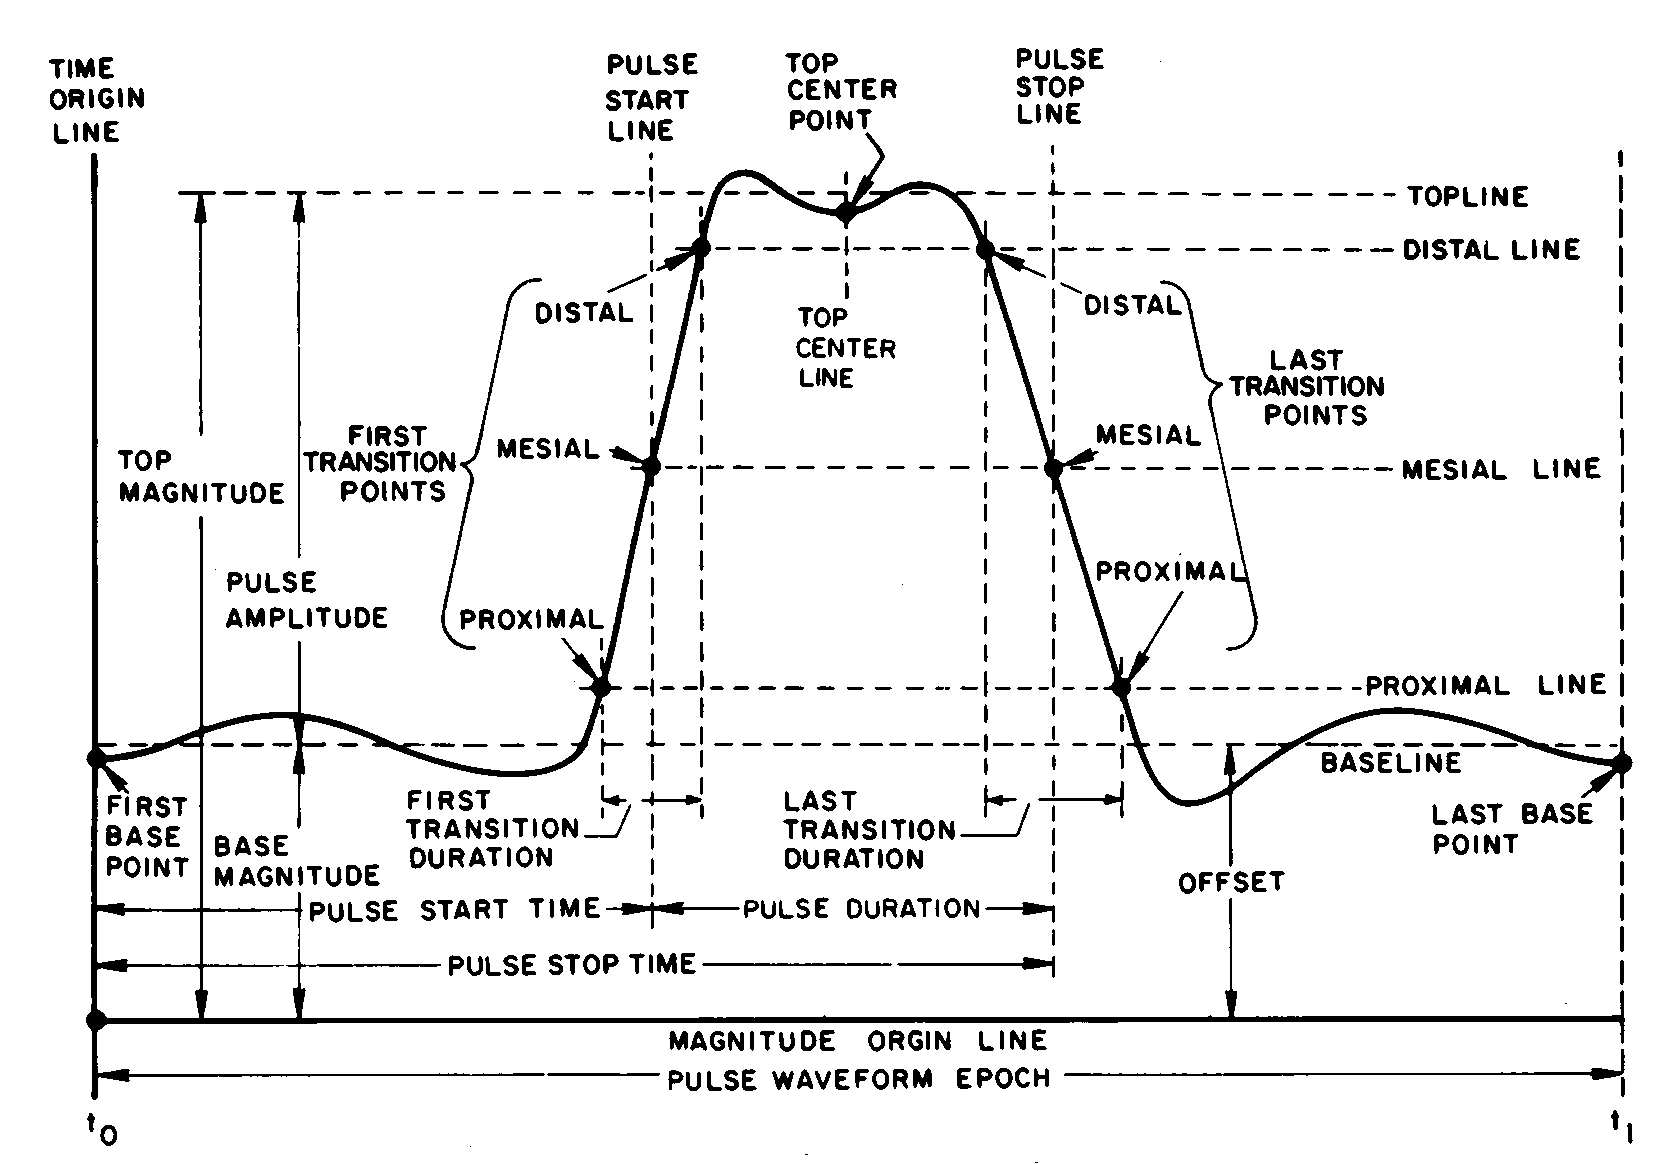 TIME
ORIGIN
LINE
PULSE
START
LINE
TOP
CENTER
POINT
PULSE
STOP
LINE
TOPLINE
DISTAL LINE
DISTAL
DISTAL
TOP
CENTER
LINE
LAST
TRANSITION
POINTS
FIRST
TRANSITION
POINTS
MESIAL
MESIAL
MESIAL LINE
TOP
MAGNITUDE
PULSE
AMPLITUDE
PROXIMAL
PROXIMAL
PROXIMAL LINE
BASELINE
FIRST
BASE
POINT
BASE
MAGNITUDE
FIRST
TRANSITION
DURATION
LAST
TRANSITION
DURATION
LAST BASE
POINT
OFFSET
PULSE START TIME
PULSE DURATION
PULSE STOP TIME
MAGNITUDE ORGIN LINE
PULSE WAVEFORM EPOCH
t0
t1